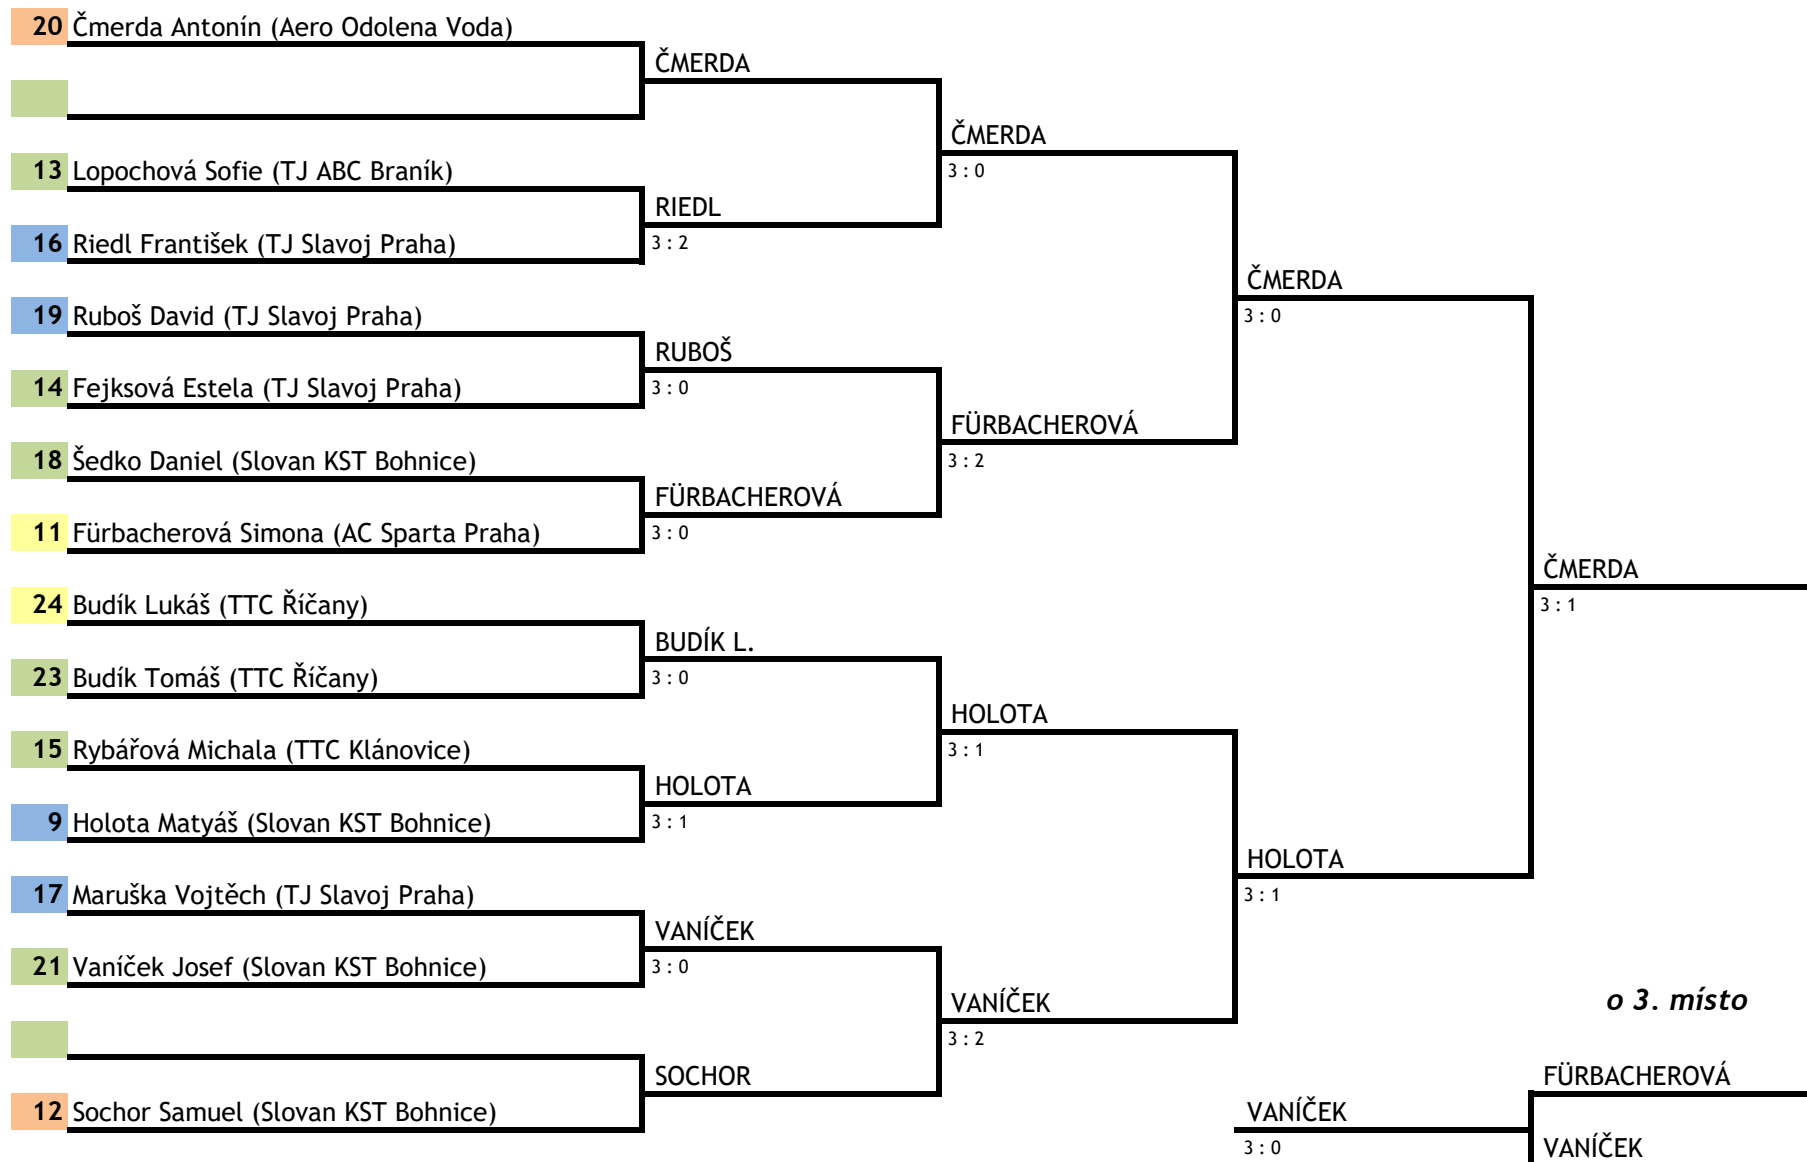 20 Čmerda Antonín (Aero Odolena Voda)
ČMERDA
ČMERDA
13 Lopochová Sofie (TJ ABC Braník)
3 : 0
RIEDL
16 Riedl František (TJ Slavoj Praha)
3 : 2
ČMERDA
19 Ruboš David (TJ Slavoj Praha)
3 : 0
RUBOŠ
14 Fejksová Estela (TJ Slavoj Praha)
3 : 0
FÜRBACHEROVÁ
18 Šedko Daniel (Slovan KST Bohnice)
3 : 2
FÜRBACHEROVÁ
11 Fürbacherová Simona (AC Sparta Praha)
3 : 0
ČMERDA
24 Budík Lukáš (TTC Říčany)
3 : 1
BUDÍK L.
23 Budík Tomáš (TTC Říčany)
3 : 0
HOLOTA
15 Rybářová Michala (TTC Klánovice)
3 : 1
HOLOTA
9 Holota Matyáš (Slovan KST Bohnice)
3 : 1
HOLOTA
17 Maruška Vojtěch (TJ Slavoj Praha)
3 : 1
VANÍČEK
21 Vaníček Josef (Slovan KST Bohnice)
3 : 0
VANÍČEK
o 3. místo
3 : 2
SOCHOR
FÜRBACHEROVÁ
12 Sochor Samuel (Slovan KST Bohnice)
VANÍČEK
3 : 0
VANÍČEK